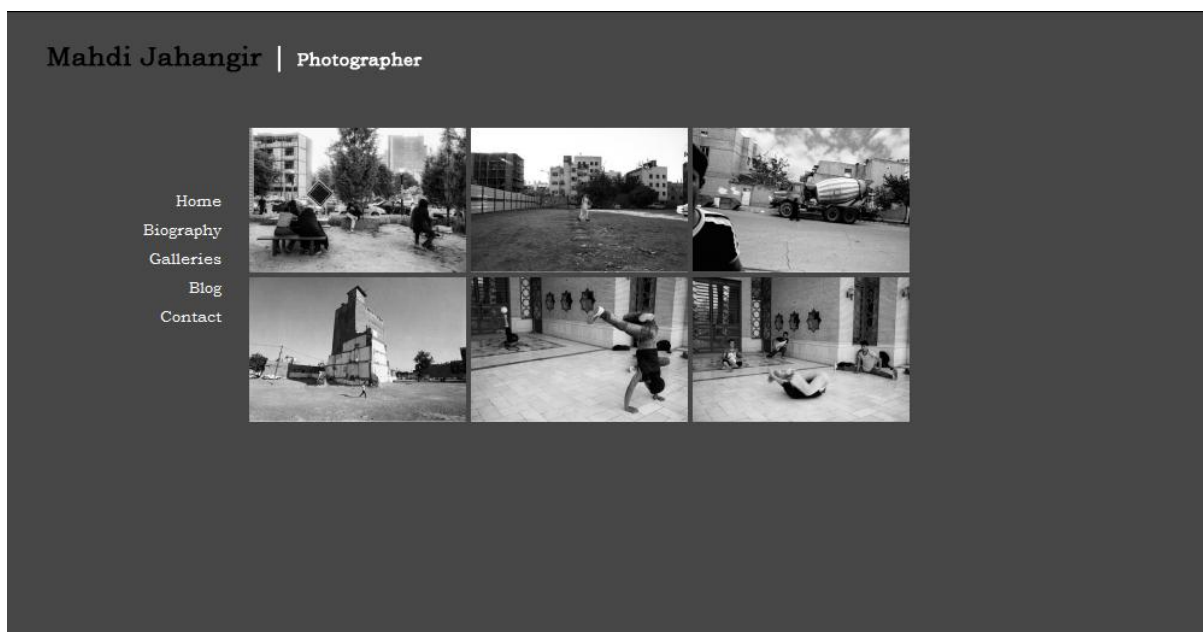 Mahdi Jahangir | Photographer
Home
Biography
Galleries
Blog
Contact